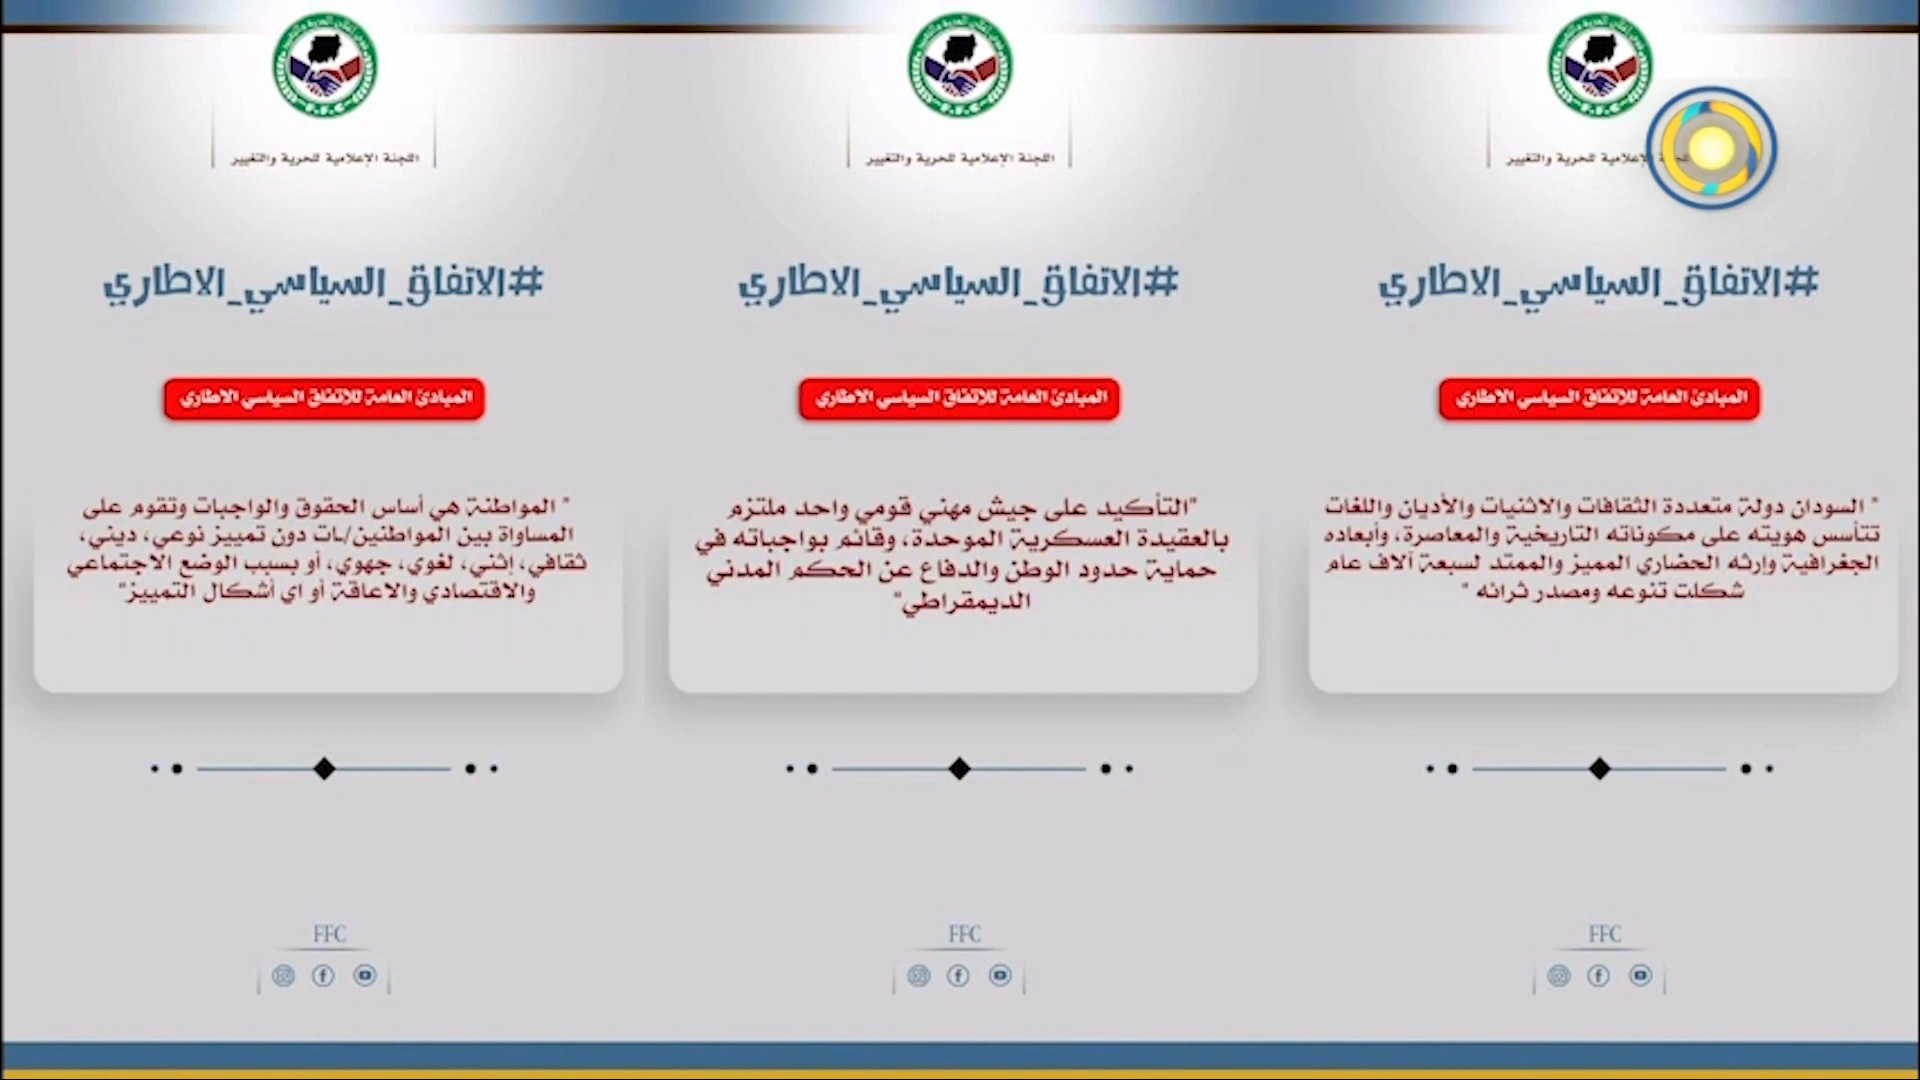 F.F.C
اللجنة الإعلامية للحرية والتغيير
#الاتفاق_السياسي_الاطاري
المبادئ العامة للاتفاق السياسي الاطاري
" السودان دولة متعددة الثقافات والاثنيات والأديان واللغات
تتأسس هويته على مكوناته التاريخية والمعاصرة، وأبعاده
الجغرافية وإرثه الحضاري المميز والممتد لسبعة آلاف عام
شكلت تنوعه ومصدر ثرائه "
FFC
F.F.C
اللجنة الإعلامية للحرية والتغيير
#الاتفاق_السياسي_الاطاري
المبادئ العامة للاتفاق السياسي الاطاري
"التأكيد على جيش مهني قومي واحد ملتزم
بالعقيدة العسكرية الموحدة، وقائم بواجباته في
حماية حدود الوطن والدفاع عن الحكم المدني
الديمقراطي"
FFC
F.F.C
اللجنة الإعلامية للحرية والتغيير
#الاتفاق_السياسي_الاطاري
المبادئ العامة للاتفاق السياسي الاطاري
" المواطنة هي أساس الحقوق والواجبات وتقوم على
المساواة بين المواطنين/ـات دون تمييز نوعي، ديني،
ثقافي، إثني، لغوي، جهوي، أو بسبب الوضع الاجتماعي
والاقتصادي والاعاقة أو اي أشكال التمييز"
FFC